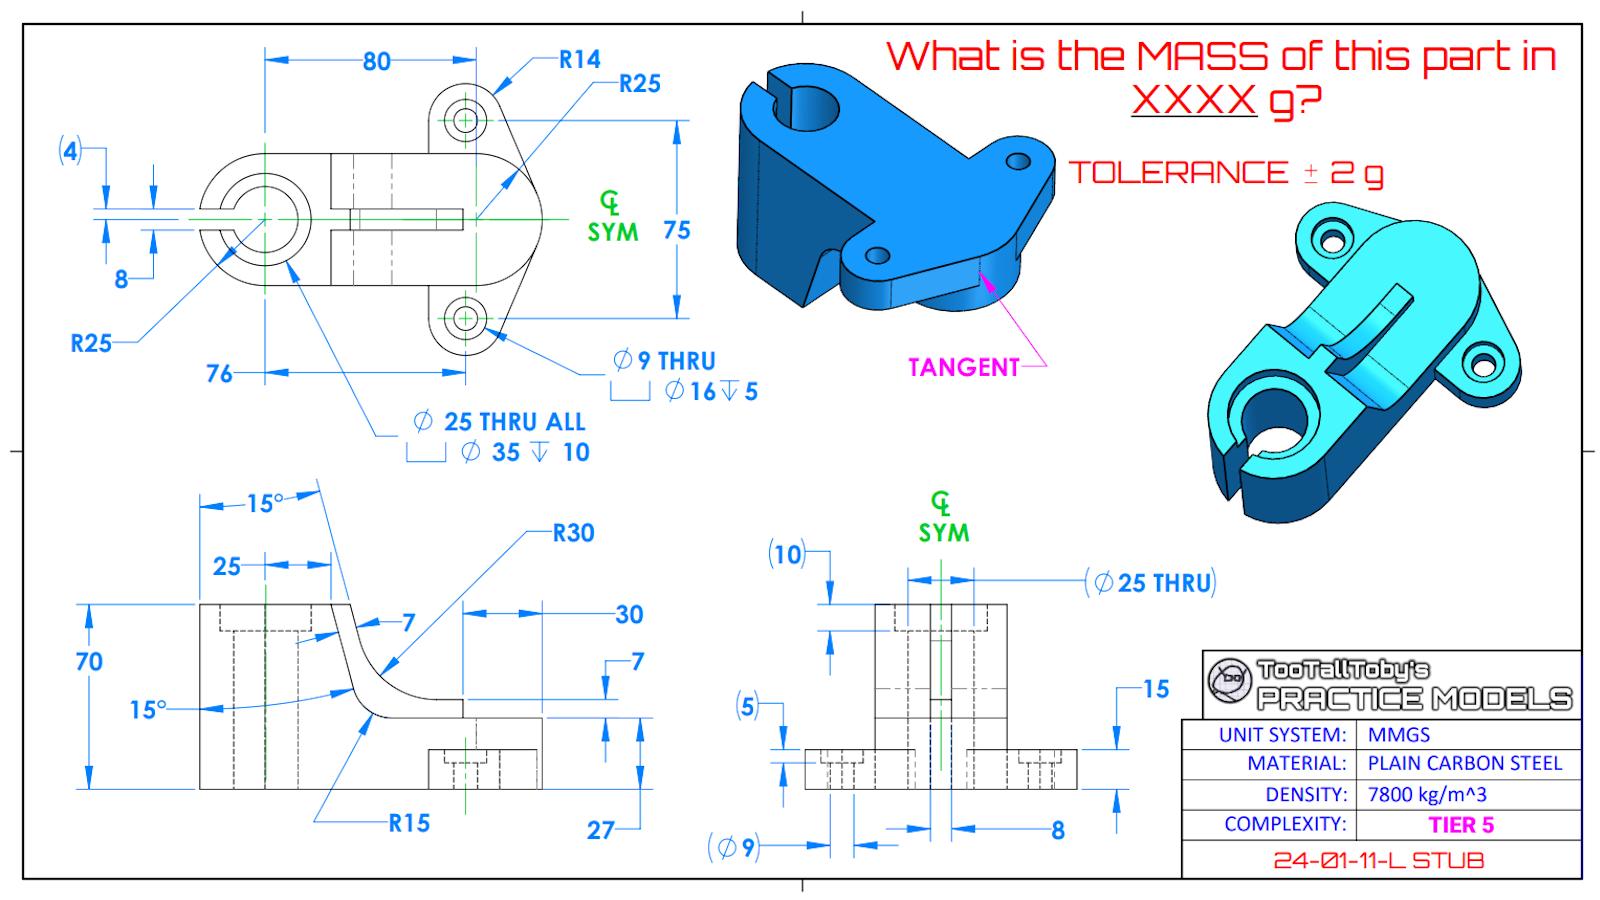 What is the MASS of this part in
XXXX g?
TOLERANCE ± 2 g
80
R14
R25
(4)
℄
SYM
75
8
R25
76
∅ 9 THRU
⌴ ∅ 16 ↧ 5
∅ 25 THRU ALL
⌴ ∅ 35 ↧ 10
TANGENT
15°
25
R30
7
30
70
7
15°
R15
27
℄
SYM
(10)
(∅ 25 THRU)
(5)
15
(∅ 9)
8
TooTallToby's
PRACTICE MODELS
UNIT SYSTEM: MMGS
MATERIAL: PLAIN CARBON STEEL
DENSITY: 7800 kg/m^3
COMPLEXITY: TIER 5
24-01-11-L STUB